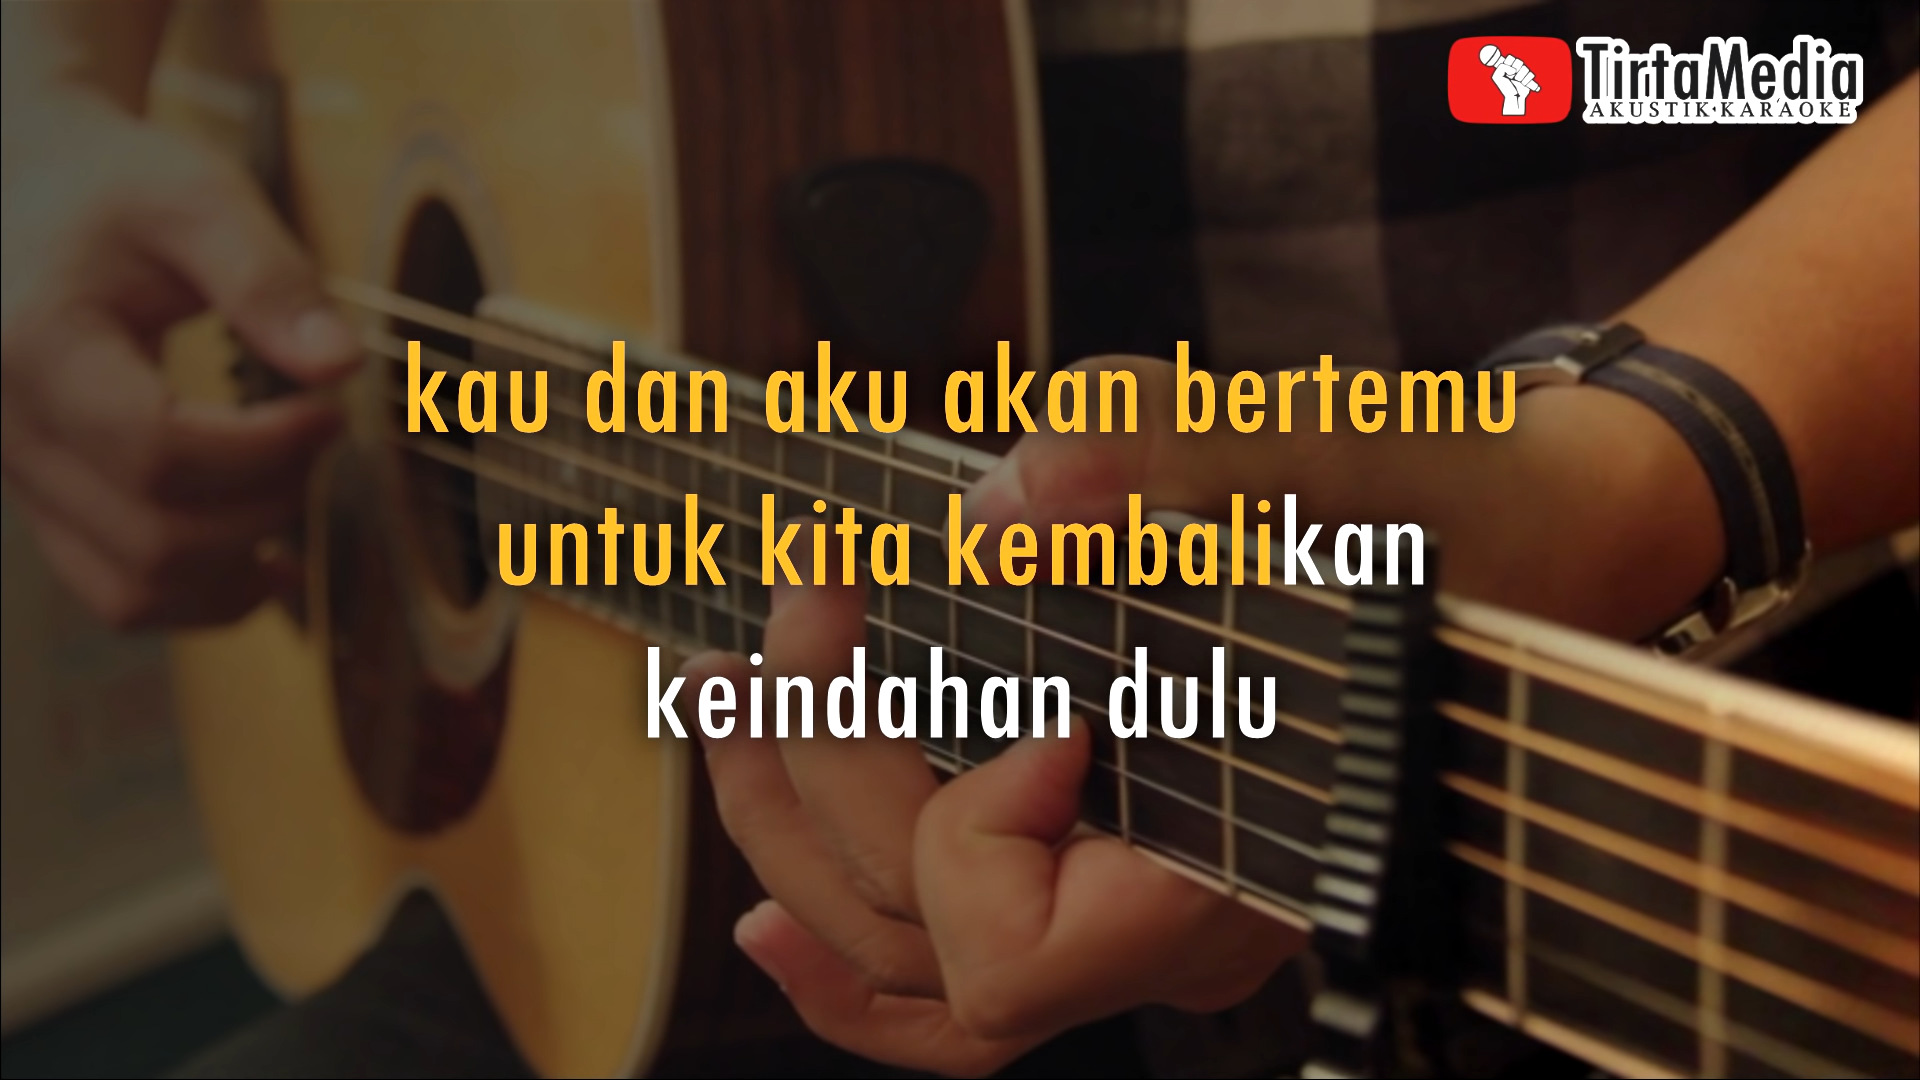 TirtaMedia
AKUSTIK KARAOKE
kau dan aku akan bertemu
untuk kita kembalikan
keindahan dulu